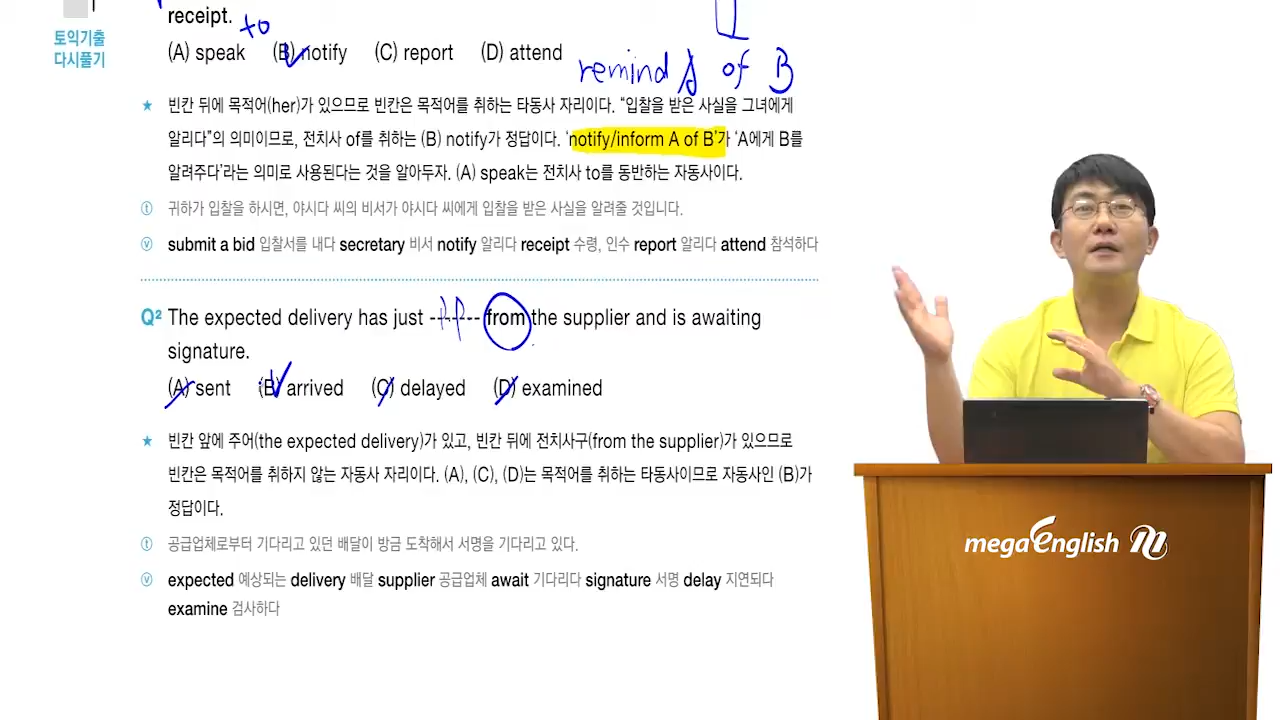 receipt.
to
(A) speak (B) notify (C) report (D) attend
remind A of B
토익기출
다시풀기
★ 빈칸 뒤에 목적어(her)가 있으므로 빈칸은 목적어를 취하는 타동사 자리이다. “입찰을 받은 사실을 그녀에게
알리다”의 의미이므로, 전치사 of를 취하는 (B) notify가 정답이다. ‘notify/inform A of B’가 ‘A에게 B를
알려주다’라는 의미로 사용된다는 것을 알아두자. (A) speak는 전치사 to를 동반하는 자동사이다.
ⓣ 귀하가 입찰을 하시면, 야시다 씨의 비서가 야시다 씨에게 입찰을 받은 사실을 알려줄 것입니다.
ⓥ submit a bid 입찰서를 내다 secretary 비서 notify 알리다 receipt 수령, 인수 report 알리다 attend 참석하다
Q2 The expected delivery has just ------- from the supplier and is awaiting
P.P
signature.
(A) sent (B) arrived (C) delayed (D) examined
★ 빈칸 앞에 주어(the expected delivery)가 있고, 빈칸 뒤에 전치사구(from the supplier)가 있으므로
빈칸은 목적어를 취하지 않는 자동사 자리이다. (A), (C), (D)는 목적어를 취하는 타동사이므로 자동사인 (B)가
정답이다.
ⓣ 공급업체로부터 기다리고 있던 배달이 방금 도착해서 서명을 기다리고 있다.
ⓥ expected 예상되는 delivery 배달 supplier 공급업체 await 기다리다 signature 서명 delay 지연되다
examine 검사하다
megaEnglish M